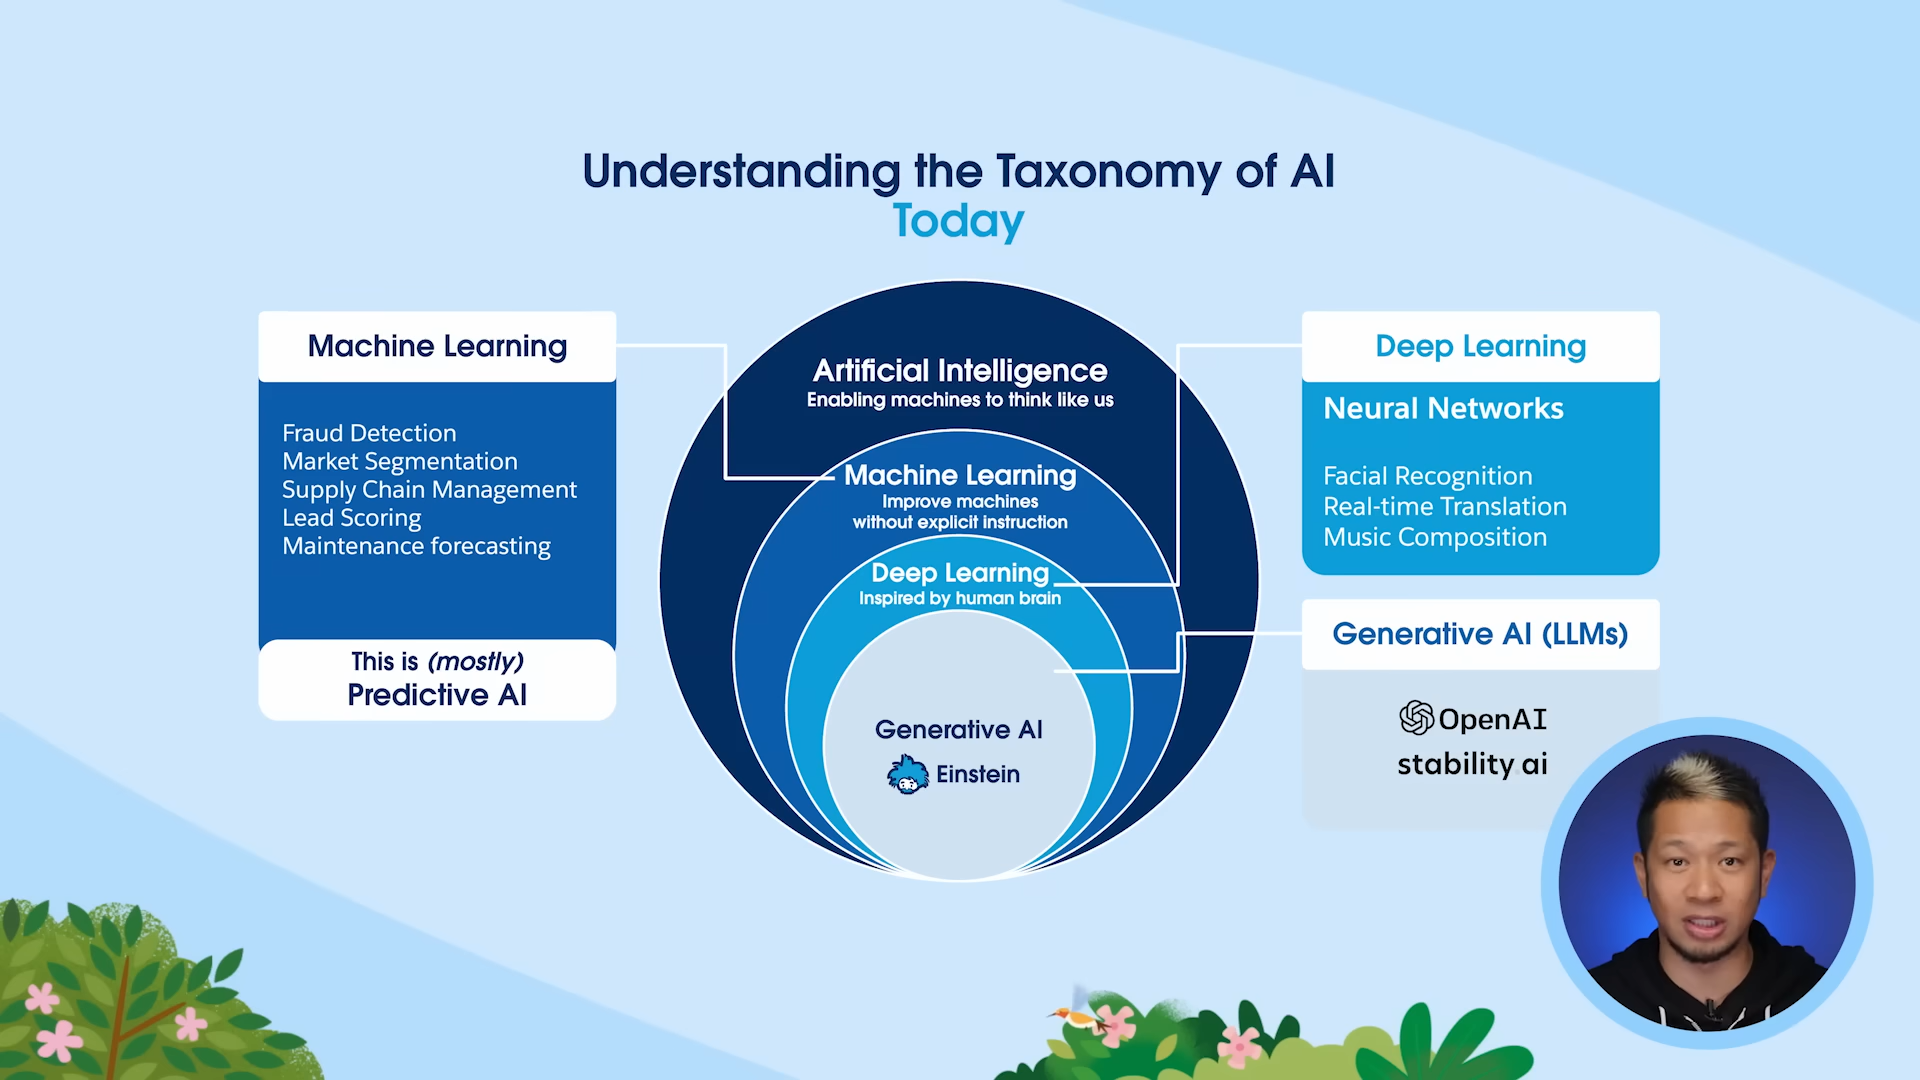 Understanding the Taxonomy of AI
Today
Machine Learning
Fraud Detection
Market Segmentation
Supply Chain Management
Lead Scoring
Maintenance forecasting
This is (mostly)
Predictive AI
Artificial Intelligence
Enabling machines to think like us
Machine Learning
Improve machines
without explicit instruction
Deep Learning
Inspired by human brain
Generative AI
Einstein
Deep Learning
Neural Networks
Facial Recognition
Real-time Translation
Music Composition
Generative AI (LLMs)
OpenAI
stability.ai